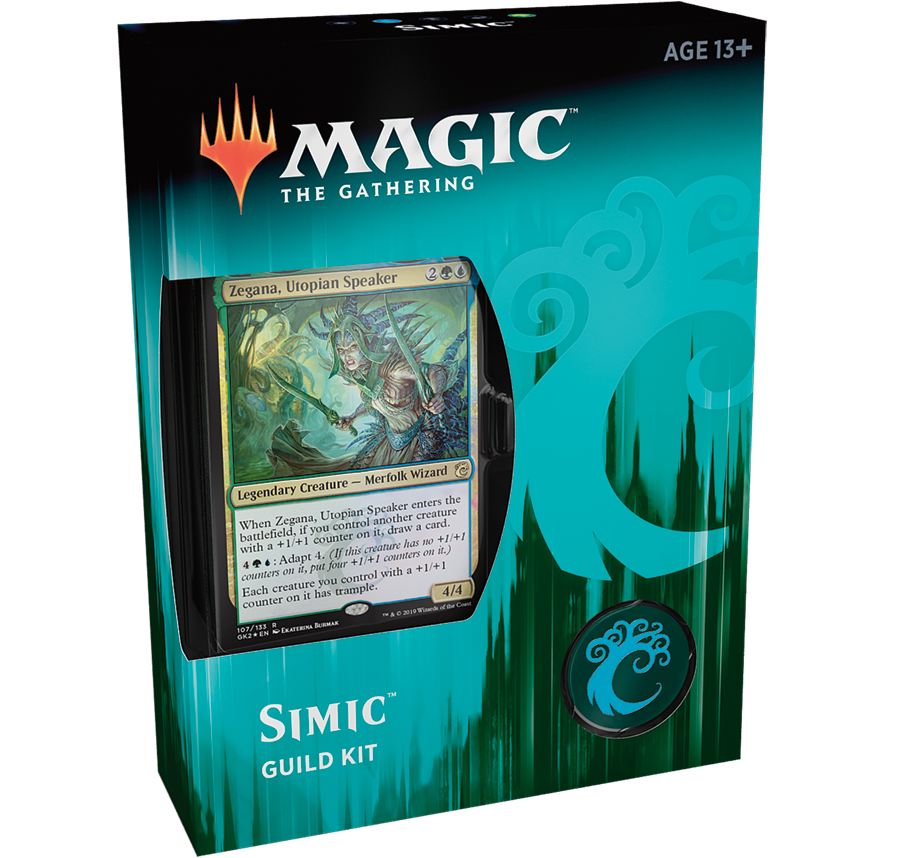 SIMIC
AGE 13+
MAGIC™
THE GATHERING
Zegana, Utopian Speaker 2
Legendary Creature — Merfolk Wizard
When Zegana, Utopian Speaker enters the
battlefield, if you control another creature
with a +1/+1 counter on it, draw a card.
4 : Adapt 4. (If this creature has no +1/+1
counters on it, put four +1/+1 counters on it.)
Each creature you control with a +1/+1
counter on it has trample.
4/4
107/133 R
GK2★EN Ekaterina Burmak
™ & © 2019 Wizards of the Coast
SIMIC™
GUILD KIT